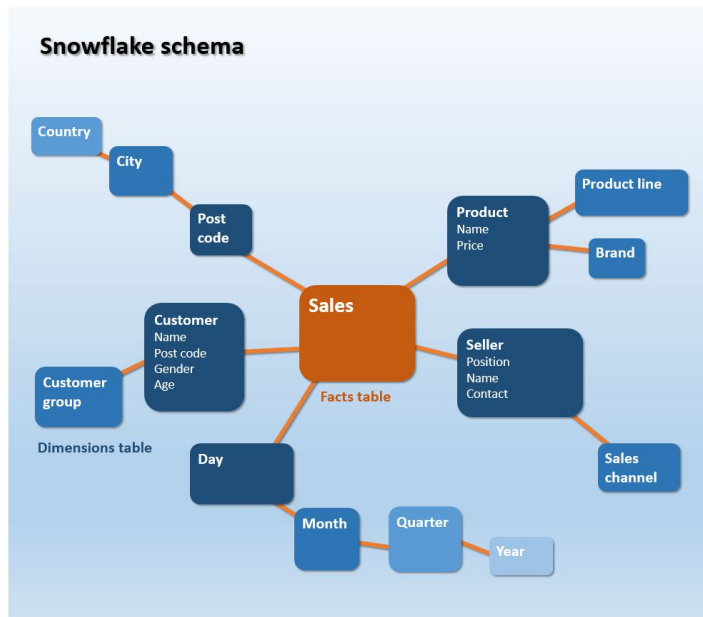 Snowflake schema
Country
City
Post
code
Product
Name
Price
Product line
Brand
Sales
Facts table
Customer
Name
Post code
Gender
Age
Customer
group
Dimensions table
Seller
Position
Name
Contact
Sales
channel
Day
Month
Quarter
Year